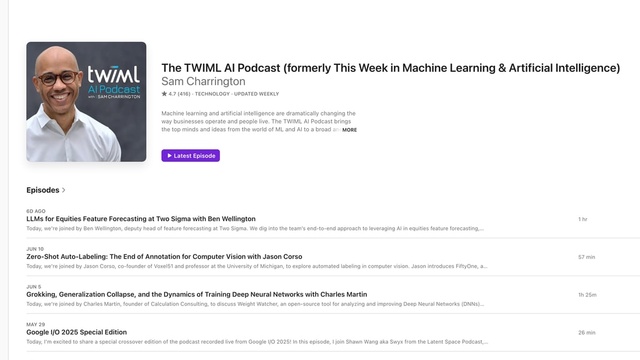 twiml
AI Podcast
with SAM CHARRINGTON
The TWIML AI Podcast (formerly This Week in Machine Learning & Artificial Intelligence)
Sam Charrington
★ 4.7 (416) · TECHNOLOGY · UPDATED WEEKLY
Machine learning and artificial intelligence are dramatically changing the
way businesses operate and people live. The TWIML AI Podcast brings
the top minds and ideas from the world of ML and AI to a broad MORE
▶ Latest Episode
Episodes >
6D AGO
LLMs for Equities Feature Forecasting at Two Sigma with Ben Wellington
1 hr
Today, we're joined by Ben Wellington, deputy head of feature forecasting at Two Sigma. We dig into the team's end-to-end approach to leveraging AI in equities feature forecasting,...
JUN 10
Zero-Shot Auto-Labeling: The End of Annotation for Computer Vision with Jason Corso
57 min
Today, we're joined by Jason Corso, co-founder of Voxel51 and professor at the University of Michigan, to explore automated labeling in computer vision. Jason introduces FiftyOne, a...
JUN 5
Grokking, Generalization Collapse, and the Dynamics of Training Deep Neural Networks with Charles Martin
1h 25m
Today, we're joined by Charles Martin, founder of Calculation Consulting, to discuss Weight Watcher, an open-source tool for analyzing and improving Deep Neural Networks (DNNs)...
MAY 29
Google I/O 2025 Special Edition
26 min
Today, I'm excited to share a special crossover edition of the podcast recorded live from Google I/O 2025! In this episode, I join Shawn Wang aka Swyx from the Latent Space Podcast,...